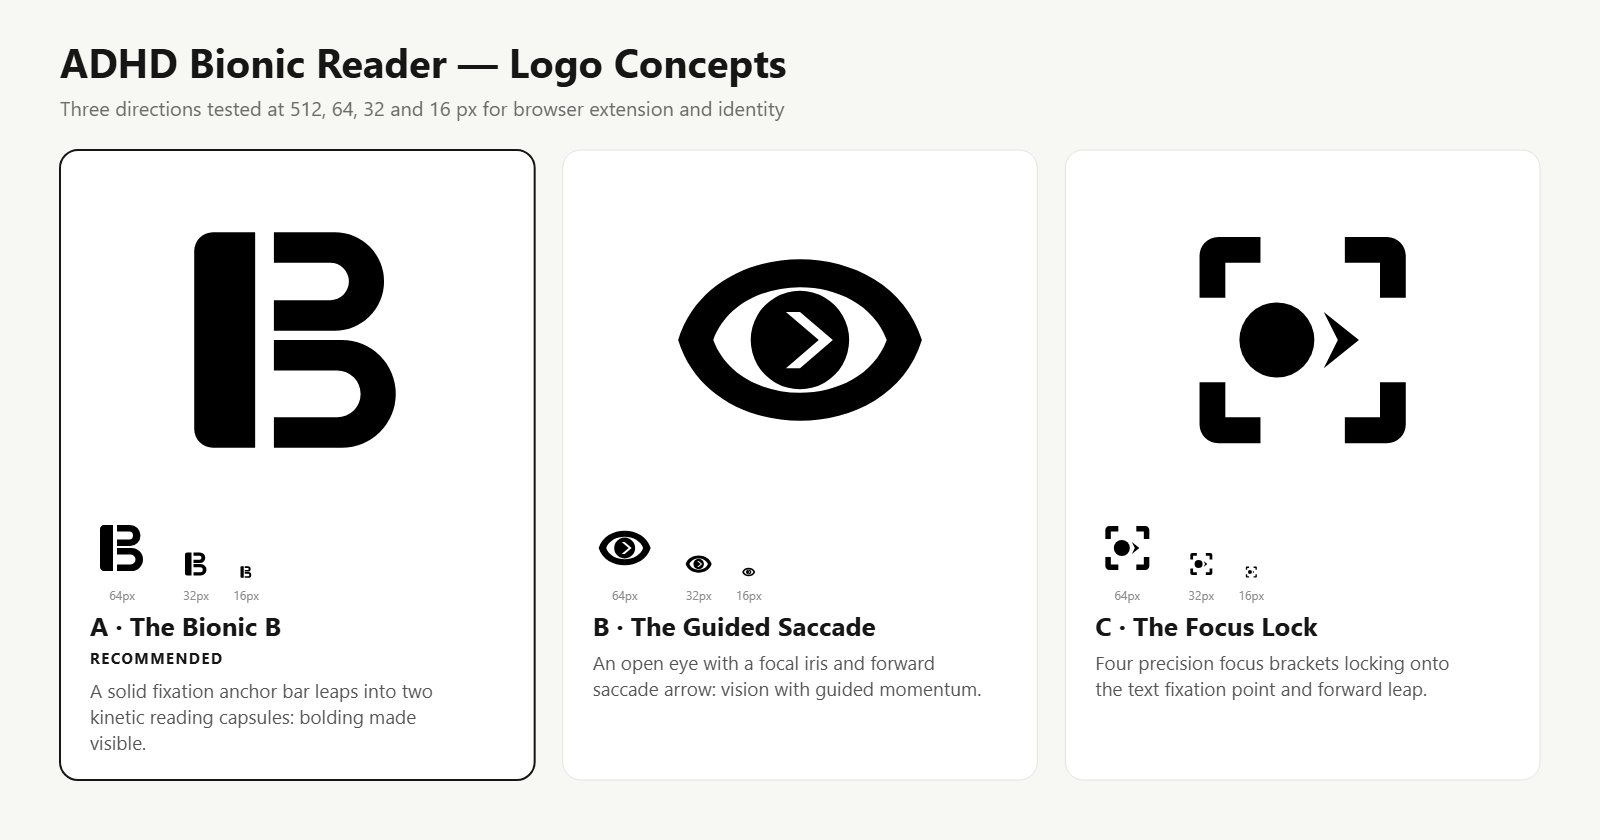 ADHD Bionic Reader — Logo Concepts
Three directions tested at 512, 64, 32 and 16 px for browser extension and identity
64px 32px 16px
A · The Bionic B
RECOMMENDED
A solid fixation anchor bar leaps into two
kinetic reading capsules: bolding made
visible.
64px 32px 16px
B · The Guided Saccade
An open eye with a focal iris and forward
saccade arrow: vision with guided momentum.
64px 32px 16px
C · The Focus Lock
Four precision focus brackets locking onto
the text fixation point and forward leap.